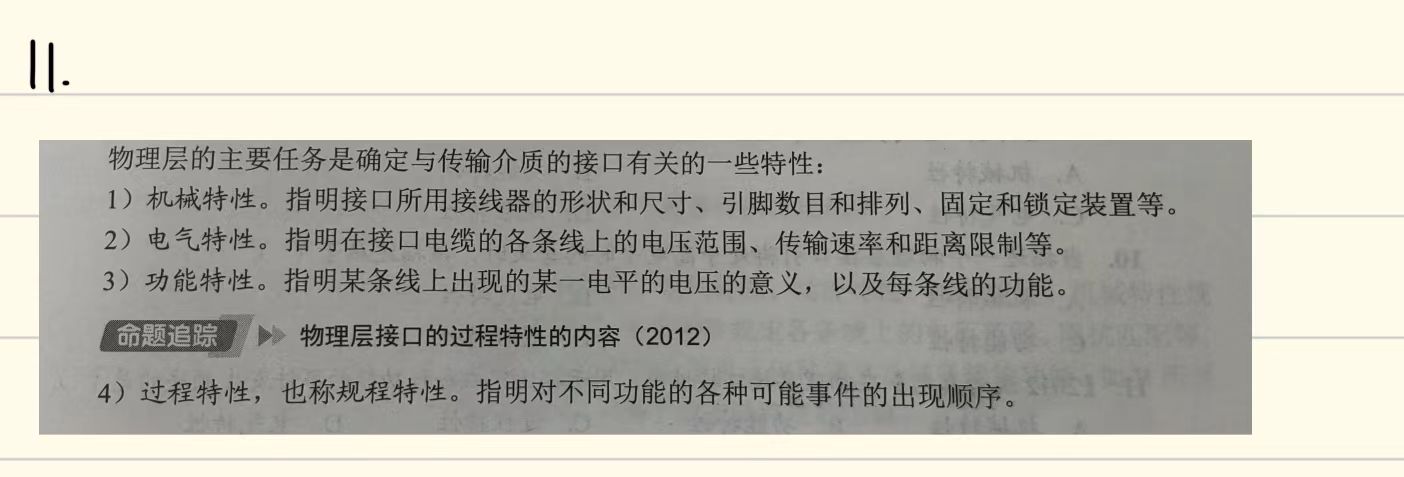 11.
物理层的主要任务是确定与传输介质的接口有关的一些特性：
1）机械特性。指明接口所用接线器的形状和尺寸、引脚数目和排列、固定和锁定装置等。
2）电气特性。指明在接口电缆的各条线上的电压范围、传输速率和距离限制等。
3）功能特性。指明某条线上出现的某一电平的电压的意义，以及每条线的功能。
命题追踪 物理层接口的过程特性的内容（2012）
4）过程特性，也称规程特性。指明对不同功能的各种可能事件的出现顺序。